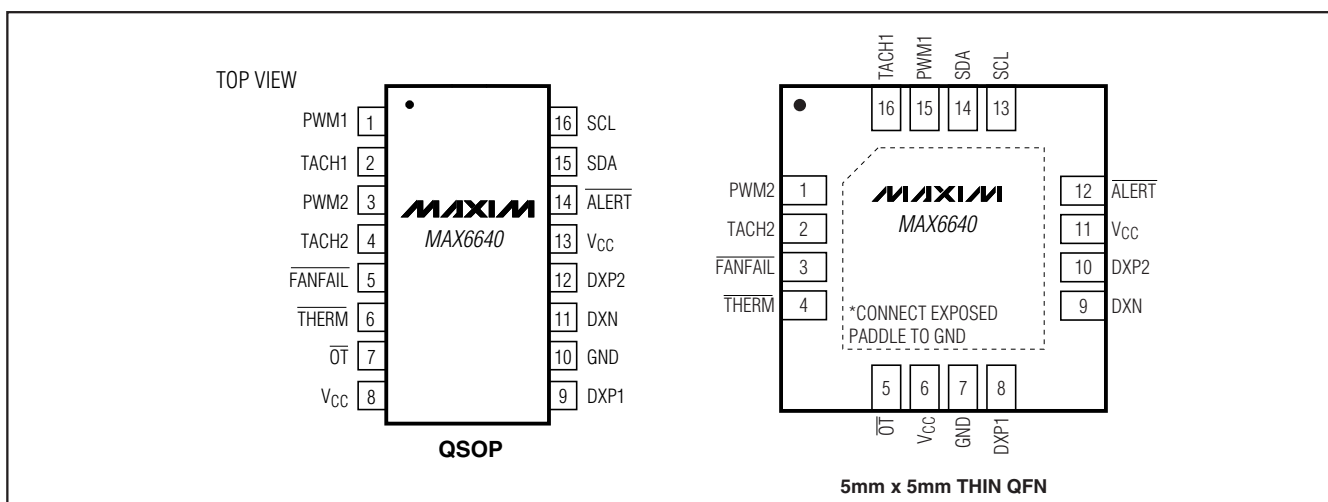 TOP VIEW
PWM1 1
TACH1 2
PWM2 3
TACH2 4
FANFAIL 5
THERM 6
OT 7
VCC 8
MAXIM
MAX6640
16 SCL
15 SDA
14 ALERT
13 VCC
12 DXP2
11 DXN
10 GND
9 DXP1
QSOP
TACH1 PWM1 SDA SCL
16 15 14 13
PWM2 1
TACH2 2
FANFAIL 3
THERM 4
MAXIM
MAX6640
*CONNECT EXPOSED
PADDLE TO GND
12 ALERT
11 VCC
10 DXP2
9 DXN
5 6 7 8
OT VCC GND DXP1
5mm x 5mm THIN QFN